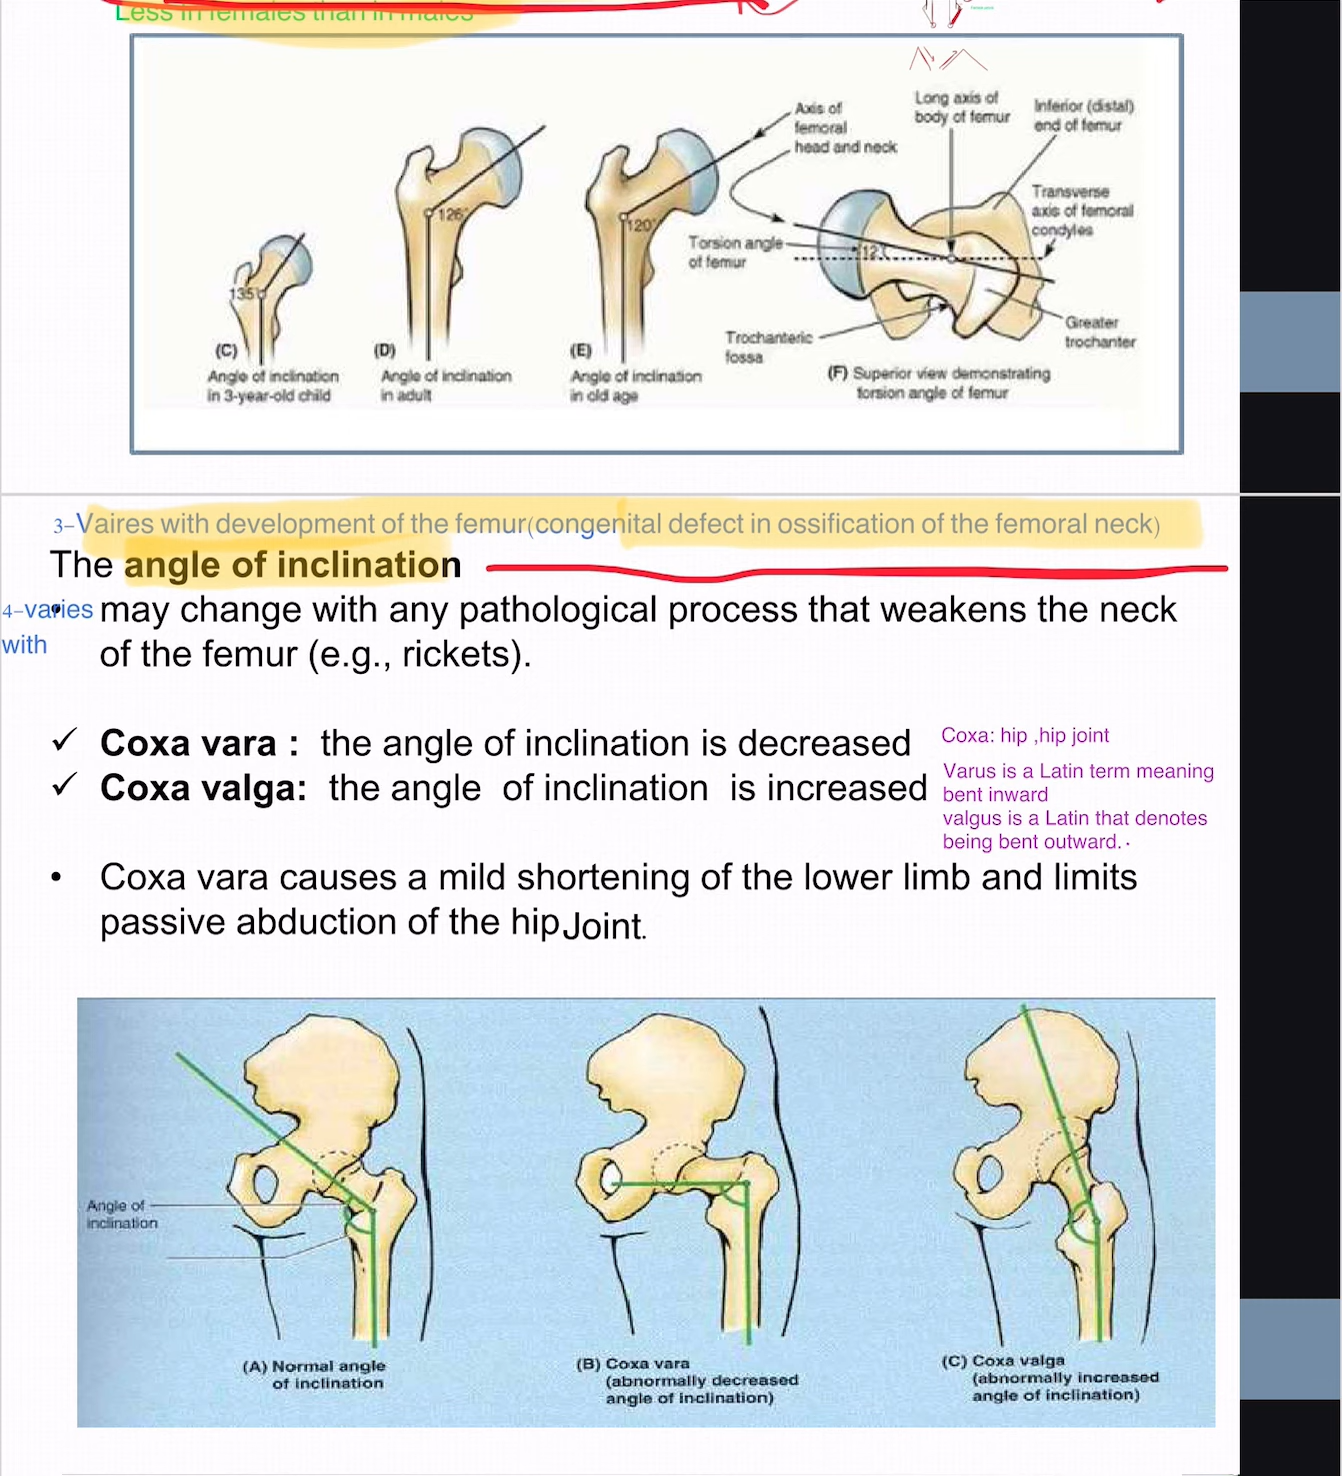 Less in females than in males
Axis of
femoral
head and neck
Long axis of
body of femur
Inferior (distal)
end of femur
Transverse
axis of femoral
condyles
126°
120°
135°
12°
Torsion angle
of femur
Trochanteric
fossa
Greater
trochanter
(C)
Angle of inclination
in 3-year-old child
(D)
Angle of inclination
in adult
(E)
Angle of inclination
in old age
(F) Superior view demonstrating
torsion angle of femur
3-Vaires with development of the femur(congenital defect in ossification of the femoral neck)
The angle of inclination
4-varies
with
• may change with any pathological process that weakens the neck
of the femur (e.g., rickets).
✓ Coxa vara : the angle of inclination is decreased
✓ Coxa valga: the angle of inclination is increased
Coxa: hip ,hip joint
Varus is a Latin term meaning
bent inward
valgus is a Latin that denotes
being bent outward. .
• Coxa vara causes a mild shortening of the lower limb and limits
passive abduction of the hip Joint.
Angle of
inclination
(A) Normal angle
of inclination
(B) Coxa vara
(abnormally decreased
angle of inclination)
(C) Coxa valga
(abnormally increased
angle of inclination)